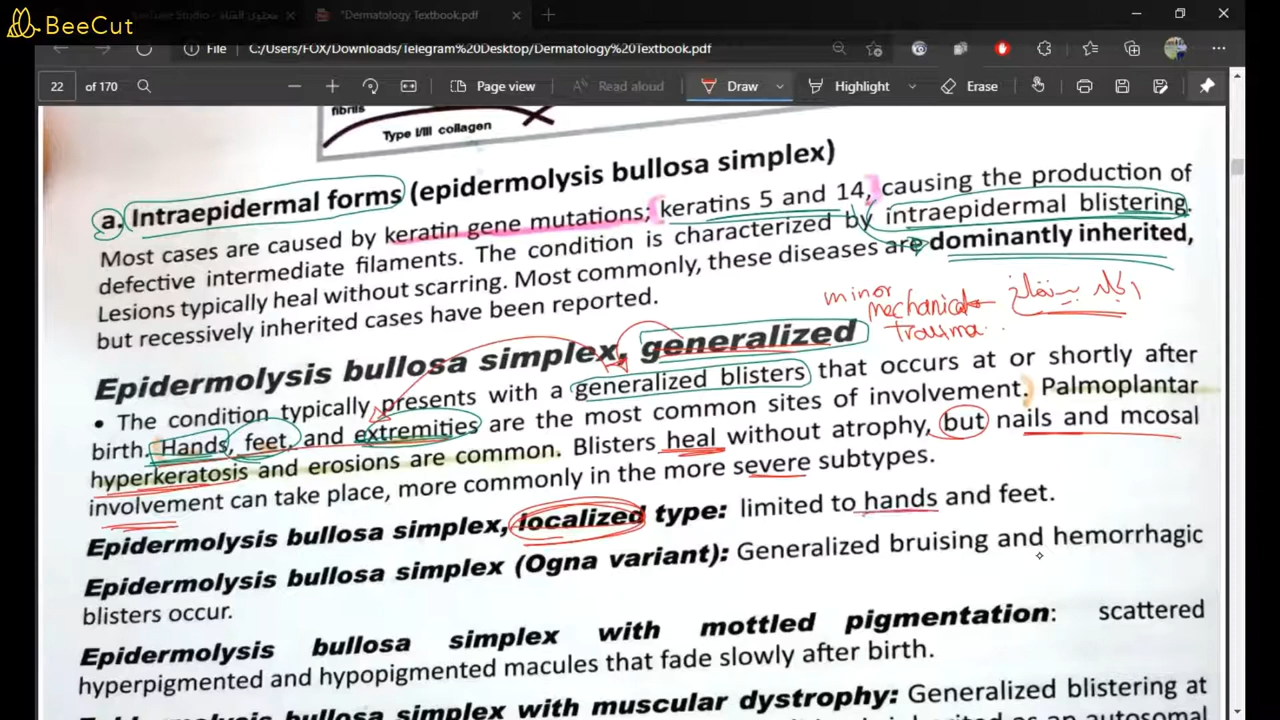 BeeCut
"Dermatology Textbook.pdf
File C:/Users/FOX/Downloads/Telegram%20Desktop/Dermatology%20Textbook.pdf
22 of 170 Page view Read aloud Draw Highlight Erase
fibrils
Type I/III collagen
a. Intraepidermal forms (epidermolysis bullosa simplex)
Most cases are caused by keratin gene mutations; keratins 5 and 14, causing the production of
defective intermediate filaments. The condition is characterized by intraepidermal blistering.
Lesions typically heal without scarring. Most commonly, these diseases are dominantly inherited,
but recessively inherited cases have been reported.
minor
mechanical
trauma
Epidermolysis bullosa simplex, generalized
• The condition typically presents with a generalized blisters that occurs at or shortly after
birth. Hands, feet, and extremities are the most common sites of involvement. Palmoplantar
hyperkeratosis and erosions are common. Blisters heal without atrophy, but nails and mcosal
involvement can take place, more commonly in the more severe subtypes.
Epidermolysis bullosa simplex, localized type: limited to hands and feet.
Epidermolysis bullosa simplex (Ogna variant): Generalized bruising and hemorrhagic
blisters occur.
Epidermolysis bullosa simplex with mottled pigmentation: scattered
hyperpigmented and hypopigmented macules that fade slowly after birth.
Epidermolysis bullosa simplex with muscular dystrophy: Generalized blistering at